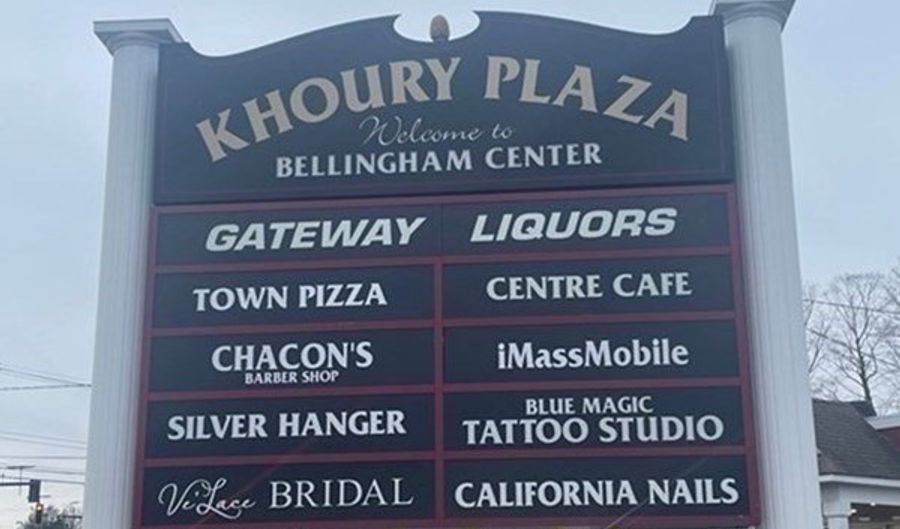 KHOURY PLAZA
Welcome to
BELLINGHAM CENTER
GATEWAY LIQUORS
TOWN PIZZA
CENTRE CAFE
CHACON'S
BARBER SHOP
iMassMobile
SILVER HANGER
BLUE MAGIC
TATTOO STUDIO
Ve'Lace BRIDAL
CALIFORNIA NAILS